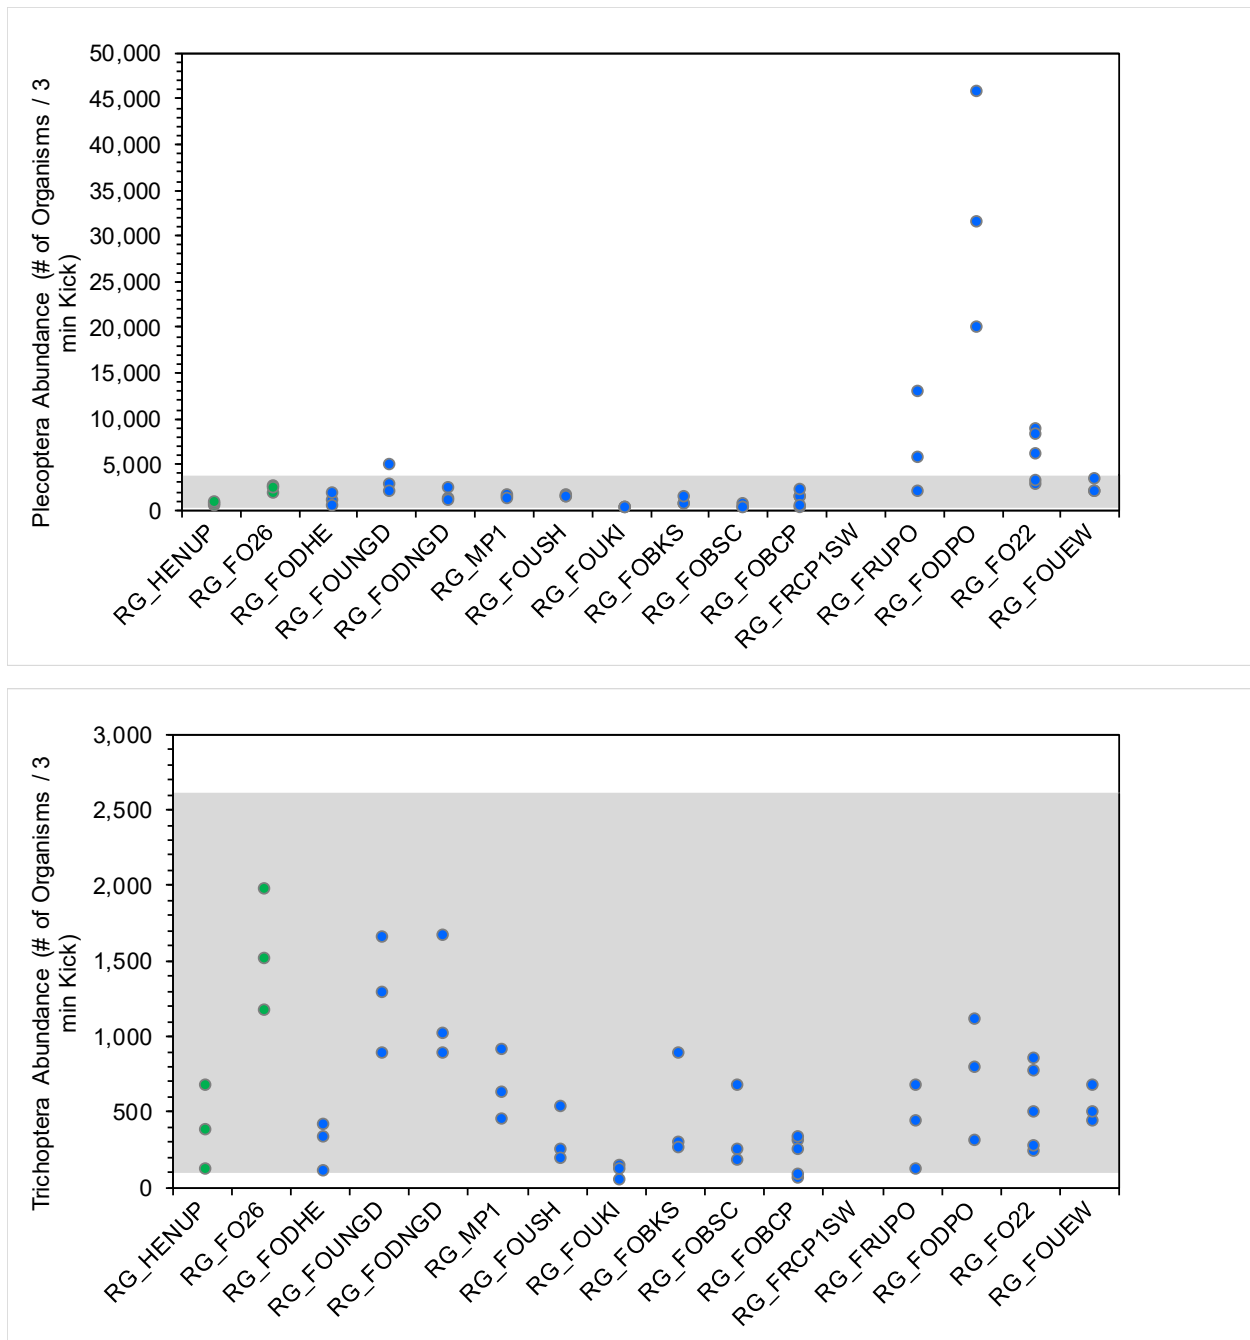 Plecoptera Abundance (# of Organisms / 3
min Kick)
50,000
45,000
40,000
35,000
30,000
25,000
20,000
15,000
10,000
5,000
0
RG_HENUP
RG_FO26
RG_FODHE
RG_FOUNGD
RG_FODNGD
RG_MP1
RG_FOUSH
RG_FOUKI
RG_FOBKS
RG_FOBSC
RG_FOBCP
RG_FRCP1SW
RG_FRUPO
RG_FODPO
RG_FO22
RG_FOUEW
Trichoptera Abundance (# of Organisms / 3
min Kick)
3,000
2,500
2,000
1,500
1,000
500
0
RG_HENUP
RG_FO26
RG_FODHE
RG_FOUNGD
RG_FODNGD
RG_MP1
RG_FOUSH
RG_FOUKI
RG_FOBKS
RG_FOBSC
RG_FOBCP
RG_FRCP1SW
RG_FRUPO
RG_FODPO
RG_FO22
RG_FOUEW